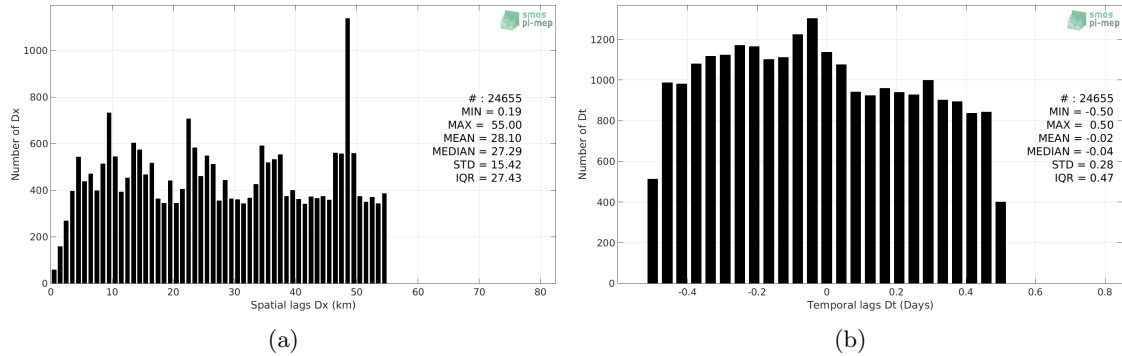 smos
pi-mep
Number of Dx
1000
800
600
400
200
0
# : 24655
MIN = 0.19
MAX = 55.00
MEAN = 28.10
MEDIAN = 27.29
STD = 15.42
IQR = 27.43
0 10 20 30 40 50 60 70 80
Spatial lags Dx (km)
(a)
smos
pi-mep
Number of Dt
1200
1000
800
600
400
200
0
# : 24655
MIN = -0.50
MAX = 0.50
MEAN = -0.02
MEDIAN = -0.04
STD = 0.28
IQR = 0.47
-0.4 -0.2 0 0.2 0.4 0.6 0.8
Temporal lags Dt (Days)
(b)